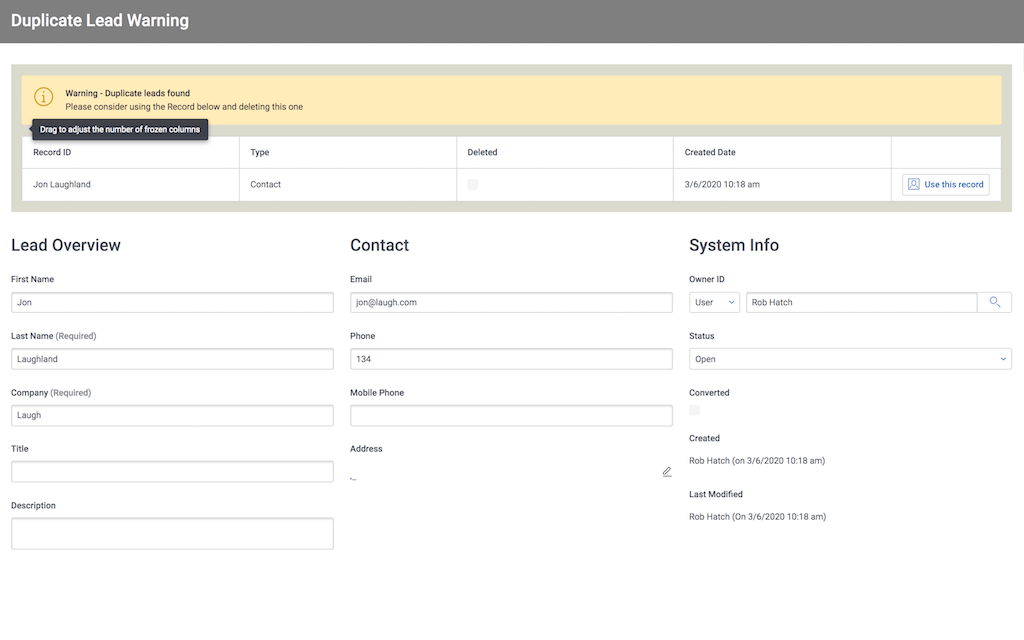 Duplicate Lead Warning
Warning - Duplicate leads found
Please consider using the Record below and deleting this one
Drag to adjust the number of frozen columns
Record ID Type Deleted Created Date
Jon Laughland Contact 3/6/2020 10:18 am Use this record
Lead Overview
First Name
Jon
Last Name (Required)
Laughland
Company (Required)
Laugh
Title
Description
Contact
Email
jon@laugh.com
Phone
134
Mobile Phone
Address
,,
System Info
Owner ID
User Rob Hatch
Status
Open
Converted
Created
Rob Hatch (on 3/6/2020 10:18 am)
Last Modified
Rob Hatch (On 3/6/2020 10:18 am)